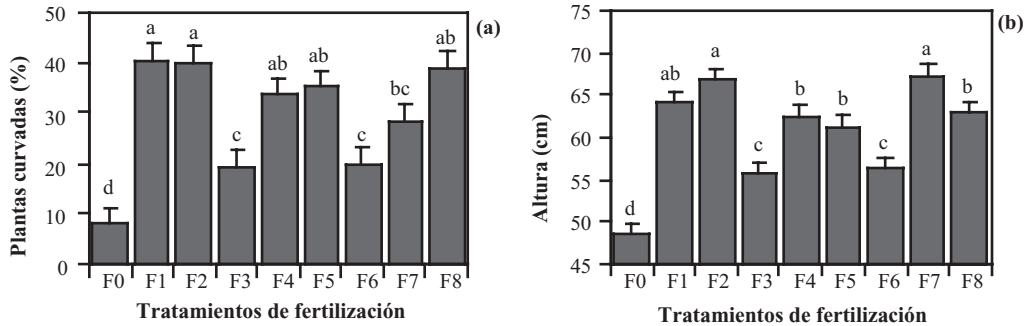 (a)
Plantas curvadas (%)
50
40
30
20
10
0
d
a
a
c
ab
ab
c
bc
ab
F0 F1 F2 F3 F4 F5 F6 F7 F8
Tratamientos de fertilización
(b)
Altura (cm)
75
70
65
60
55
50
45
d
ab
a
c
b
b
c
a
b
F0 F1 F2 F3 F4 F5 F6 F7 F8
Tratamientos de fertilización